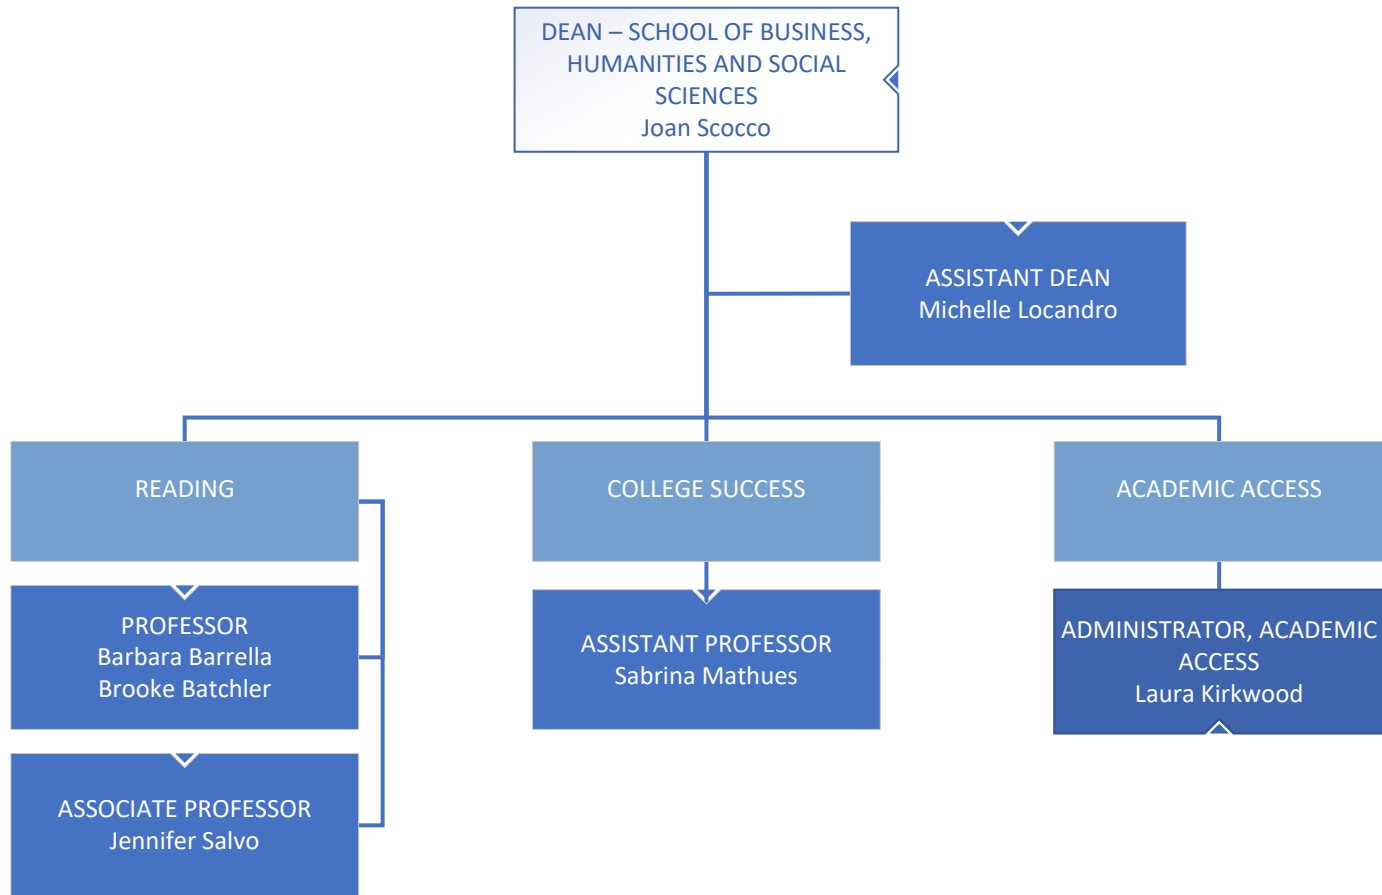 DEAN – SCHOOL OF BUSINESS,
HUMANITIES AND SOCIAL
SCIENCES
Joan Scocco
ASSISTANT DEAN
Michelle Locandro
READING
COLLEGE SUCCESS
ACADEMIC ACCESS
PROFESSOR
Barbara Barrella
Brooke Batchler
ASSISTANT PROFESSOR
Sabrina Mathues
ADMINISTRATOR, ACADEMIC
ACCESS
Laura Kirkwood
ASSOCIATE PROFESSOR
Jennifer Salvo